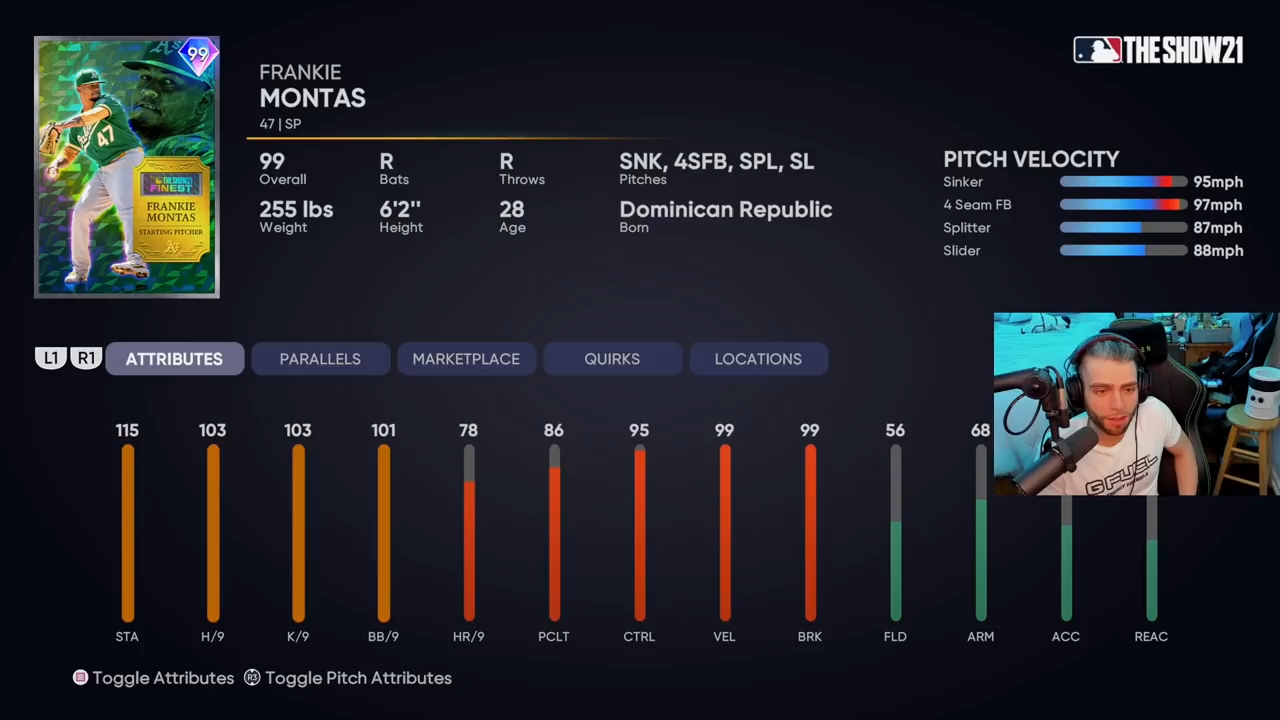 99
A's
47
THE SHOW 21
FINEST
FRANKIE
MONTAS
STARTING PITCHER
A's
FRANKIE
MONTAS
47 | SP
99
Overall
R
Bats
R
Throws
SNK, 4SFB, SPL, SL
Pitches
255 lbs
Weight
6'2''
Height
28
Age
Dominican Republic
Born
THE SHOW21
PITCH VELOCITY
Sinker 95mph
4 Seam FB 97mph
Splitter 87mph
Slider 88mph
L1 R1 ATTRIBUTES PARALLELS MARKETPLACE QUIRKS LOCATIONS
G FUEL
115 103 103 101 78 86 95 99 99 56 68
STA H/9 K/9 BB/9 HR/9 PCLT CTRL VEL BRK FLD ARM ACC REAC
Toggle Attributes R3 Toggle Pitch Attributes